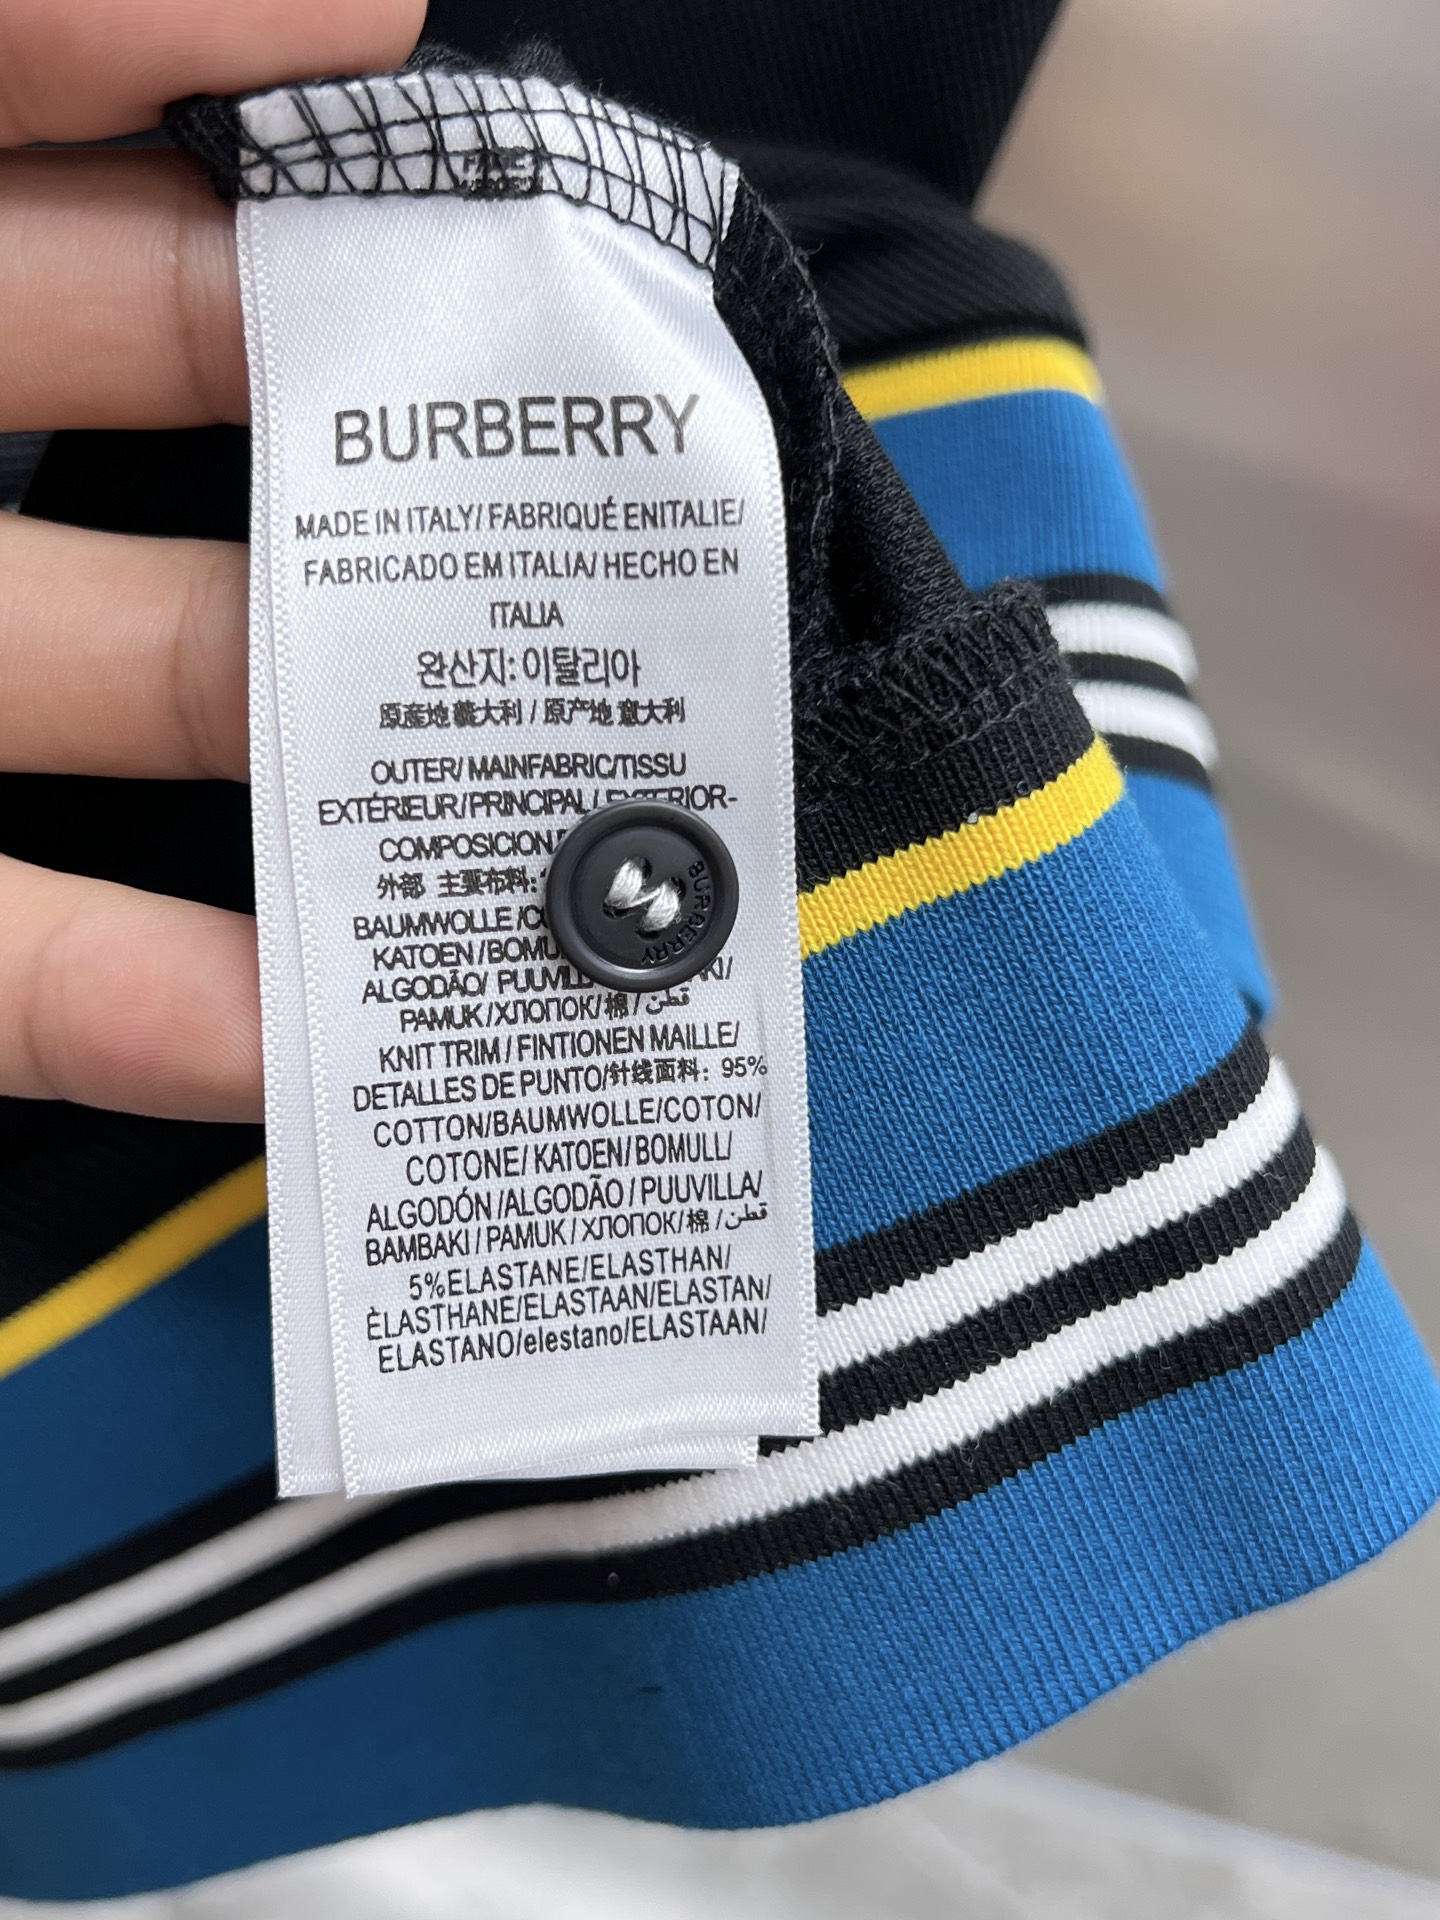 BURBERRY
MADE IN ITALY/ FABRIQUÉ ENITALIE/
FABRICADO EM ITALIA/ HECHO EN
ITALIA
완산지: 이탈리아
原産地 義大利 / 原产地 意大利
OUTER/ MAINFABRIC/TISSU
EXTÉRIEUR/PRINCIPAL
COMPOSICION
外部 主要布料:
BAUMWOLLE
KATOEN/BOMU
ALGODÃO/ PUUVILL
PAMUK/ХЛОПОК/棉/قطن
KNIT TRIM / FINTIONEN MAILLE/
DETALLES DE PUNTO/针线面料: 95%
COTTON/BAUMWOLLE/COTON/
COTONE/ KATOEN/BOMULL/
ALGODÓN /ALGODÃO / PUUVILLA/
BAMBAKI / PAMUK / ХЛОПОК/棉 /قطن
5%ELASTANE/ELASTHAN/
ÈLASTHANE/ELASTAAN/ELASTAN/
ELASTANO/elestano/ELASTAAN/
BURBERRY
BERRY